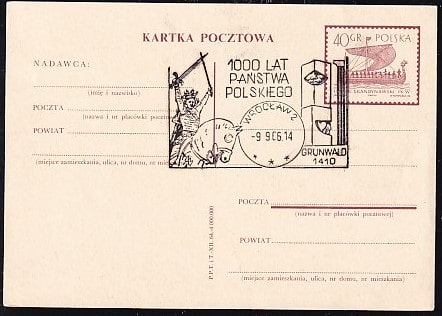 KARTKA POCZTOWA
40 GR POLSKA
NADAWCA:
(imię i nazwisko)
POCZTA
(nazwa i nr placówki pocztowej)
POWIAT
(miejsce zamieszkania, ulica, nr domu, nr mieszkania)
1000 LAT
PAŃSTWA
POLSKIEGO
WROCŁAW 2
-9 9 66.14
GRUNWALD
1410
POCZTA
(nazwa i nr placówki pocztowej)
POWIAT
(miejsce zamieszkania, ulica, nr domu, nr mieszkania)